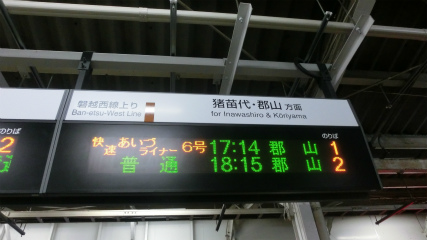 磐越西線上り
Ban-etsu-West Line
猪苗代・郡山 方面
for Inawashiro & Kōriyama
のりば
のりば
快速 あいづライナー 6号 17:14 郡山 1
普通 18:15 郡山 2
2